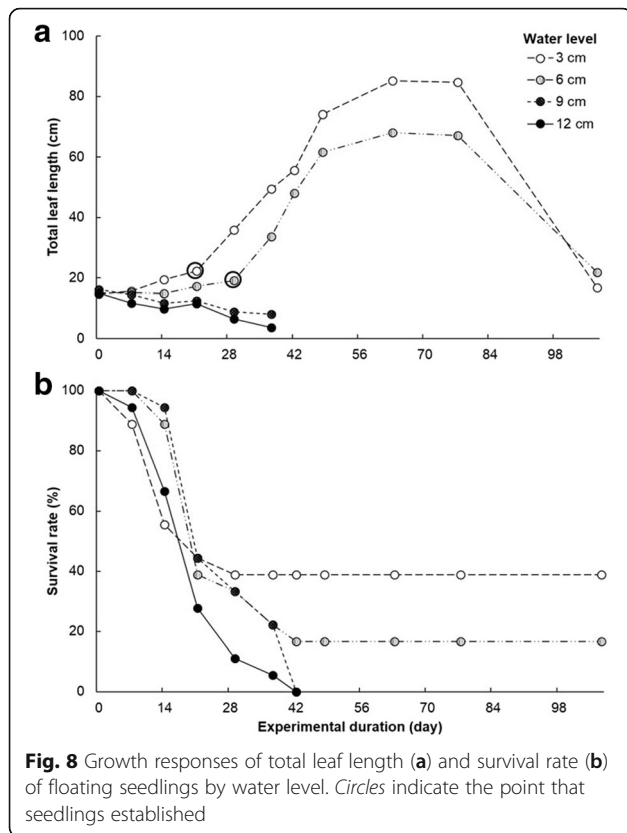 a
100
80
60
40
20
0
Total leaf length (cm)
Water level
3 cm
6 cm
9 cm
12 cm
0 14 28 42 56 70 84 98
b
100
80
60
40
20
0
Survival rate (%)
0 14 28 42 56 70 84 98
Experimental duration (day)
Fig. 8 Growth responses of total leaf length (a) and survival rate (b)
of floating seedlings by water level. Circles indicate the point that
seedlings established